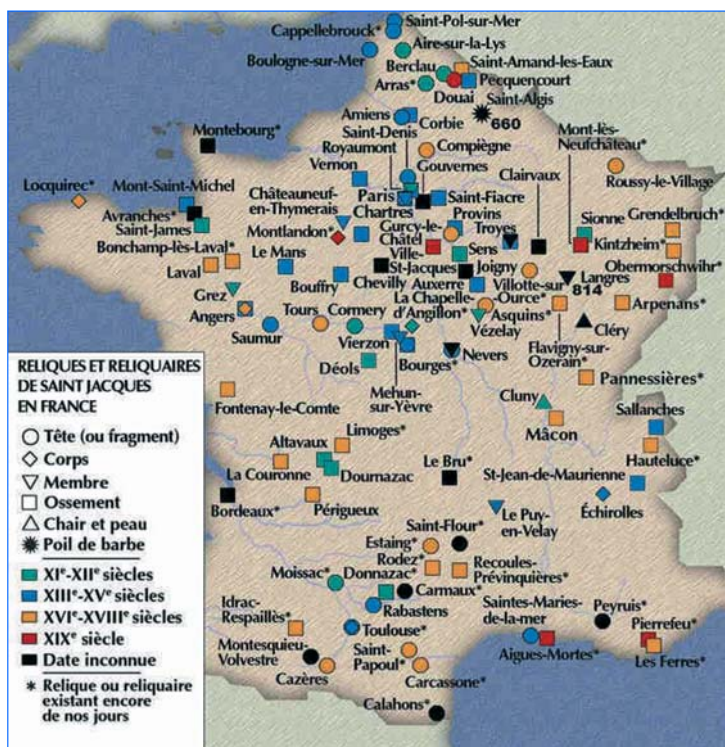 Cappellebrouck*
Saint-Pol-sur-Mer
Aire-sur-la-Lys
Boulogne-sur-Mer
Berclau
Saint-Amand-les-Eaux
Arras*
Pecquencourt
Douai
Saint-Algis
660
Amiens
Corbie
Saint-Denis
Mont-lès-
Neufchâteau*
Montebourg*
Royaumont
Compiègne
Gouvernes
Vernon
Clairvaux
Roussy-le-Village
Locquirec*
Mont-Saint-Michel
Châteauneuf-
en-Thymerais
Paris
Saint-Fiacre
Grendelbruch*
Avranches*
Chartres
Provins
Saint-James
Montlandon*
Gurcy-le-
Châtel
Troyes
Sionne
Kintzheim*
Bonchamp-lès-Laval*
Ville-
St-Jacques
Sens
Laval
Le Mans
Chevilly
Joigny
Langres
Obermorschwihr*
Bouffry
Auxerre
Villotte-sur
Ource*
814
Grez
La Chapelle-
d'Angillon*
Asquins*
Arpenans*
Angers
Tours
Cormery
Vézelay
Cléry
Saumur
Vierzon
Bourges*
Nevers
Flavigny-sur-
Ozerain*
Déols
Mehun-
sur-Yèvre
Pannessières*
Cluny
Fontenay-le-Comte
Mâcon
Sallanches
Limoges*
Altavaux
Hauteluce*
La Couronne
Dournazac
Le Bru*
St-Jean-de-Maurienne
Bordeaux*
Périgueux
Échirolles
Le Puy-
en-Velay
Saint-Flour*
Estaing*
Rodez*
Recoules-
Prévinquières*
Moissac*
Donnazac*
Carmaux*
Idrac-
Respaillès*
Rabastens
Saintes-Maries-
de-la-mer
Peyruis*
Toulouse*
Pierrefeu*
Montesquieu-
Volvestre
Saint-
Papoul*
Aigues-Mortes*
Les Ferres*
Cazères
Carcassone*
Calahons*
RELIQUES ET RELIQUAIRES
DE SAINT JACQUES
EN FRANCE
Tête (ou fragment)
Corps
Membre
Ossement
Chair et peau
Poil de barbe
XIe-XIIe siècles
XIIIe-XVe siècles
XVIe-XVIIIe siècles
XIXe siècle
Date inconnue
* Relique ou reliquaire
existant encore
de nos jours